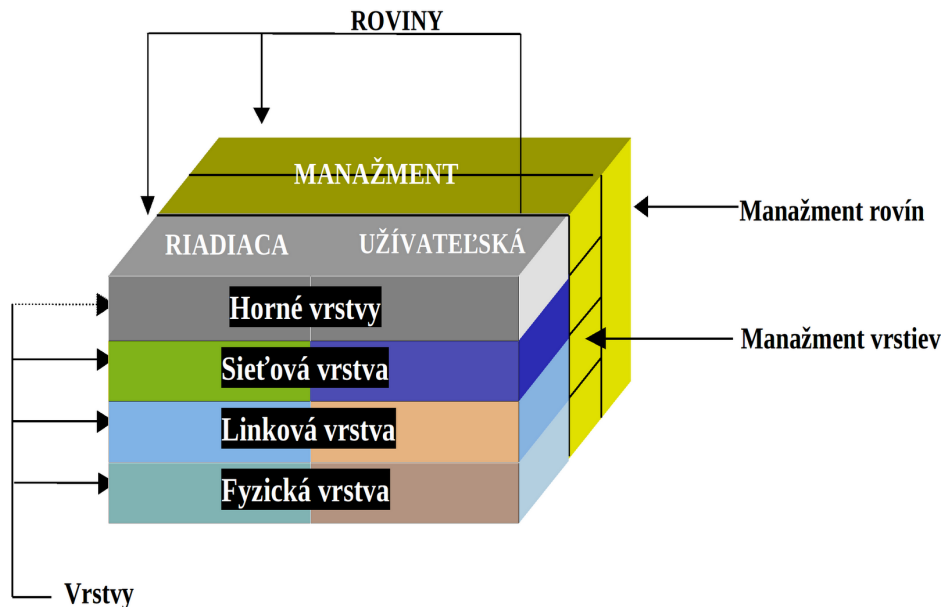 ROVINY
MANAŽMENT
Manažment rovín
RIADIACA
UŽÍVATEĽSKÁ
Horné vrstvy
Manažment vrstiev
Sieťová vrstva
Linková vrstva
Fyzická vrstva
Vrstvy